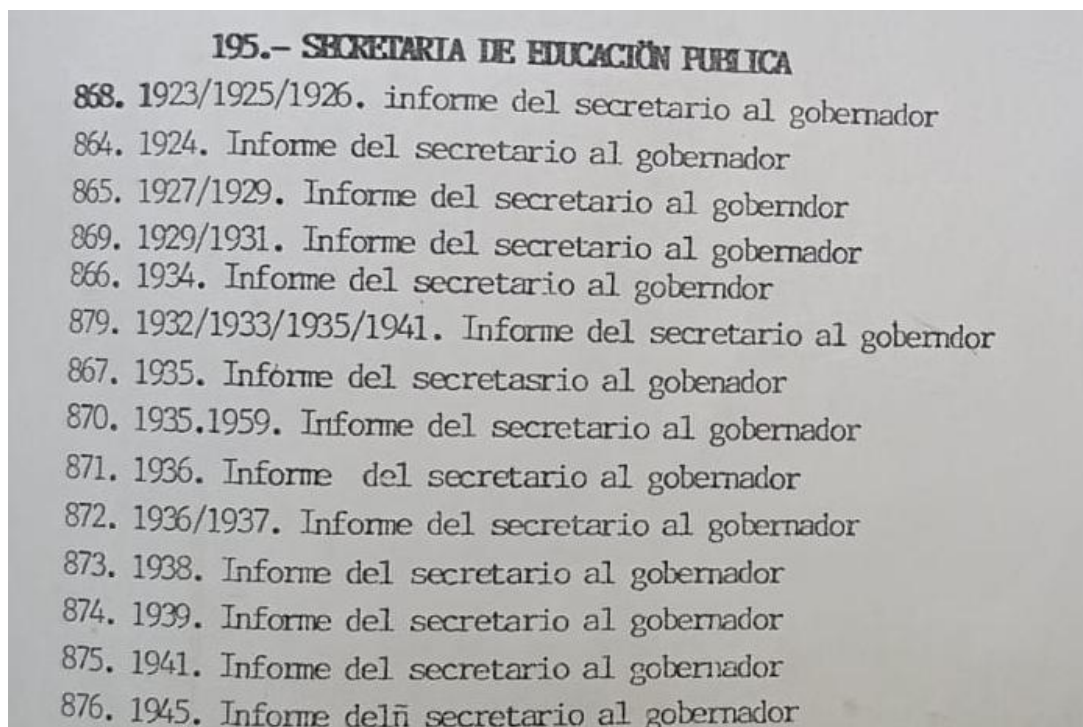 195.- SECRETARIA DE EDUCACIÖN PUBLICA
868. 1923/1925/1926. informe del secretario al gobernador
864. 1924. Informe del secretario al gobernador
865. 1927/1929. Informe del secretario al goberndor
869. 1929/1931. Informe del secretario al gobernador
866. 1934. Informe del secretario al goberndor
879. 1932/1933/1935/1941. Informe del secretario al goberndor
867. 1935. Informe del secretasrio al gobenador
870. 1935.1959. Informe del secretario al gobernador
871. 1936. Informe del secretario al gobernador
872. 1936/1937. Informe del secretario al gobernador
873. 1938. Informe del secretario al gobernador
874. 1939. Informe del secretario al gobernador
875. 1941. Informe del secretario al gobernador
876. 1945. Informe delñ secretario al gobernador